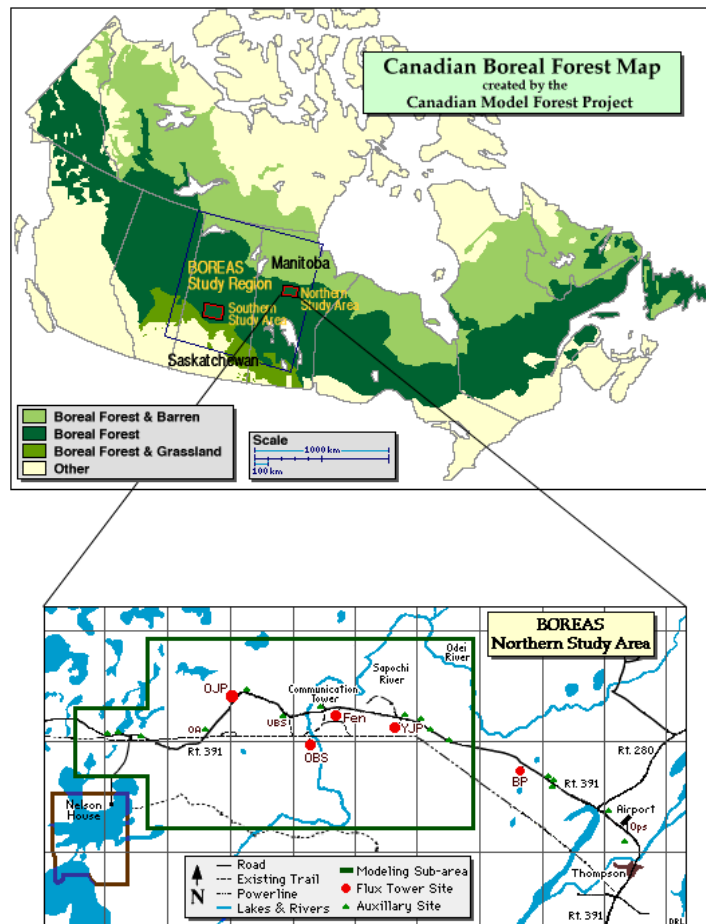 Canadian Boreal Forest Map
created by the
Canadian Model Forest Project
BOREAS
Study Region
Manitoba
Northern
Study Area
Southern
Study Area
Saskatchewan
Boreal Forest & Barren
Boreal Forest
Boreal Forest & Grassland
Other
Scale
1000 km
100 km
BOREAS
Northern Study Area
Odei
River
Sapochi
River
Communication
Tower
OJP
OA
UBS
Fen
YJP
OBS
Rt. 391
Rt. 280
BP
Rt. 391
Airport
Ops
Nelson
House
Thompson
Rt. 391
DRL
N
Road
Existing Trail
Powerline
Lakes & Rivers
Modeling Sub-area
Flux Tower Site
Auxillary Site